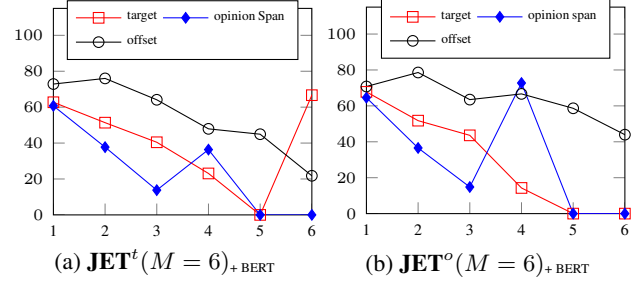 target opinion Span
offset
100
80
60
40
20
0
1 2 3 4 5 6
(a) JET^t(M = 6)+ BERT
target opinion span
offset
100
80
60
40
20
0
1 2 3 4 5 6
(b) JET^o(M = 6)+ BERT